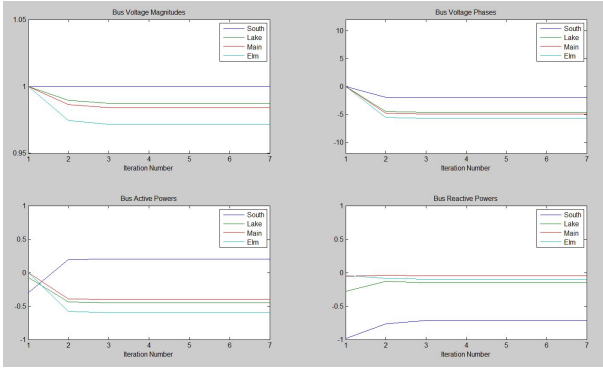 Bus Voltage Magnitudes
1.05
1
0.95
1 2 3 4 5 6 7
Iteration Number
South
Lake
Main
Elm
Bus Voltage Phases
10
5
0
-5
-10
1 2 3 4 5 6 7
Iteration Number
South
Lake
Main
Elm
Bus Active Powers
1
0.5
0
-0.5
-1
1 2 3 4 5 6 7
Iteration Number
South
Lake
Main
Elm
Bus Reactive Powers
1
0.5
0
-0.5
-1
1 2 3 4 5 6 7
Iteration Number
South
Lake
Main
Elm